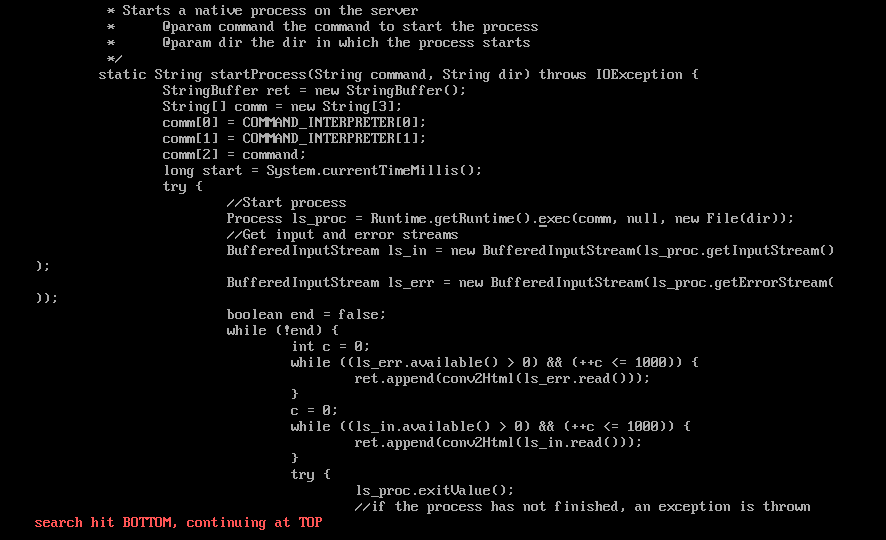 * Starts a native process on the server
*      @param command the command to start the process
*      @param dir the dir in which the process starts
*/
static String startProcess(String command, String dir) throws IOException {
StringBuffer ret = new StringBuffer();
String[] comm = new String[3];
comm[0] = COMMAND_INTERPRETER[0];
comm[1] = COMMAND_INTERPRETER[1];
comm[2] = command;
long start = System.currentTimeMillis();
try {
//Start process
Process ls_proc = Runtime.getRuntime().exec(comm, null, new File(dir));
//Get input and error streams
BufferedInputStream ls_in = new BufferedInputStream(ls_proc.getInputStream()
);
BufferedInputStream ls_err = new BufferedInputStream(ls_proc.getErrorStream(
));
boolean end = false;
while (!end) {
int c = 0;
while ((ls_err.available() > 0) && (++c <= 1000)) {
ret.append(conv2Html(ls_err.read()));
}
c = 0;
while ((ls_in.available() > 0) && (++c <= 1000)) {
ret.append(conv2Html(ls_in.read()));
}
try {
ls_proc.exitValue();
//if the process has not finished, an exception is thrown
search hit BOTTOM, continuing at TOP